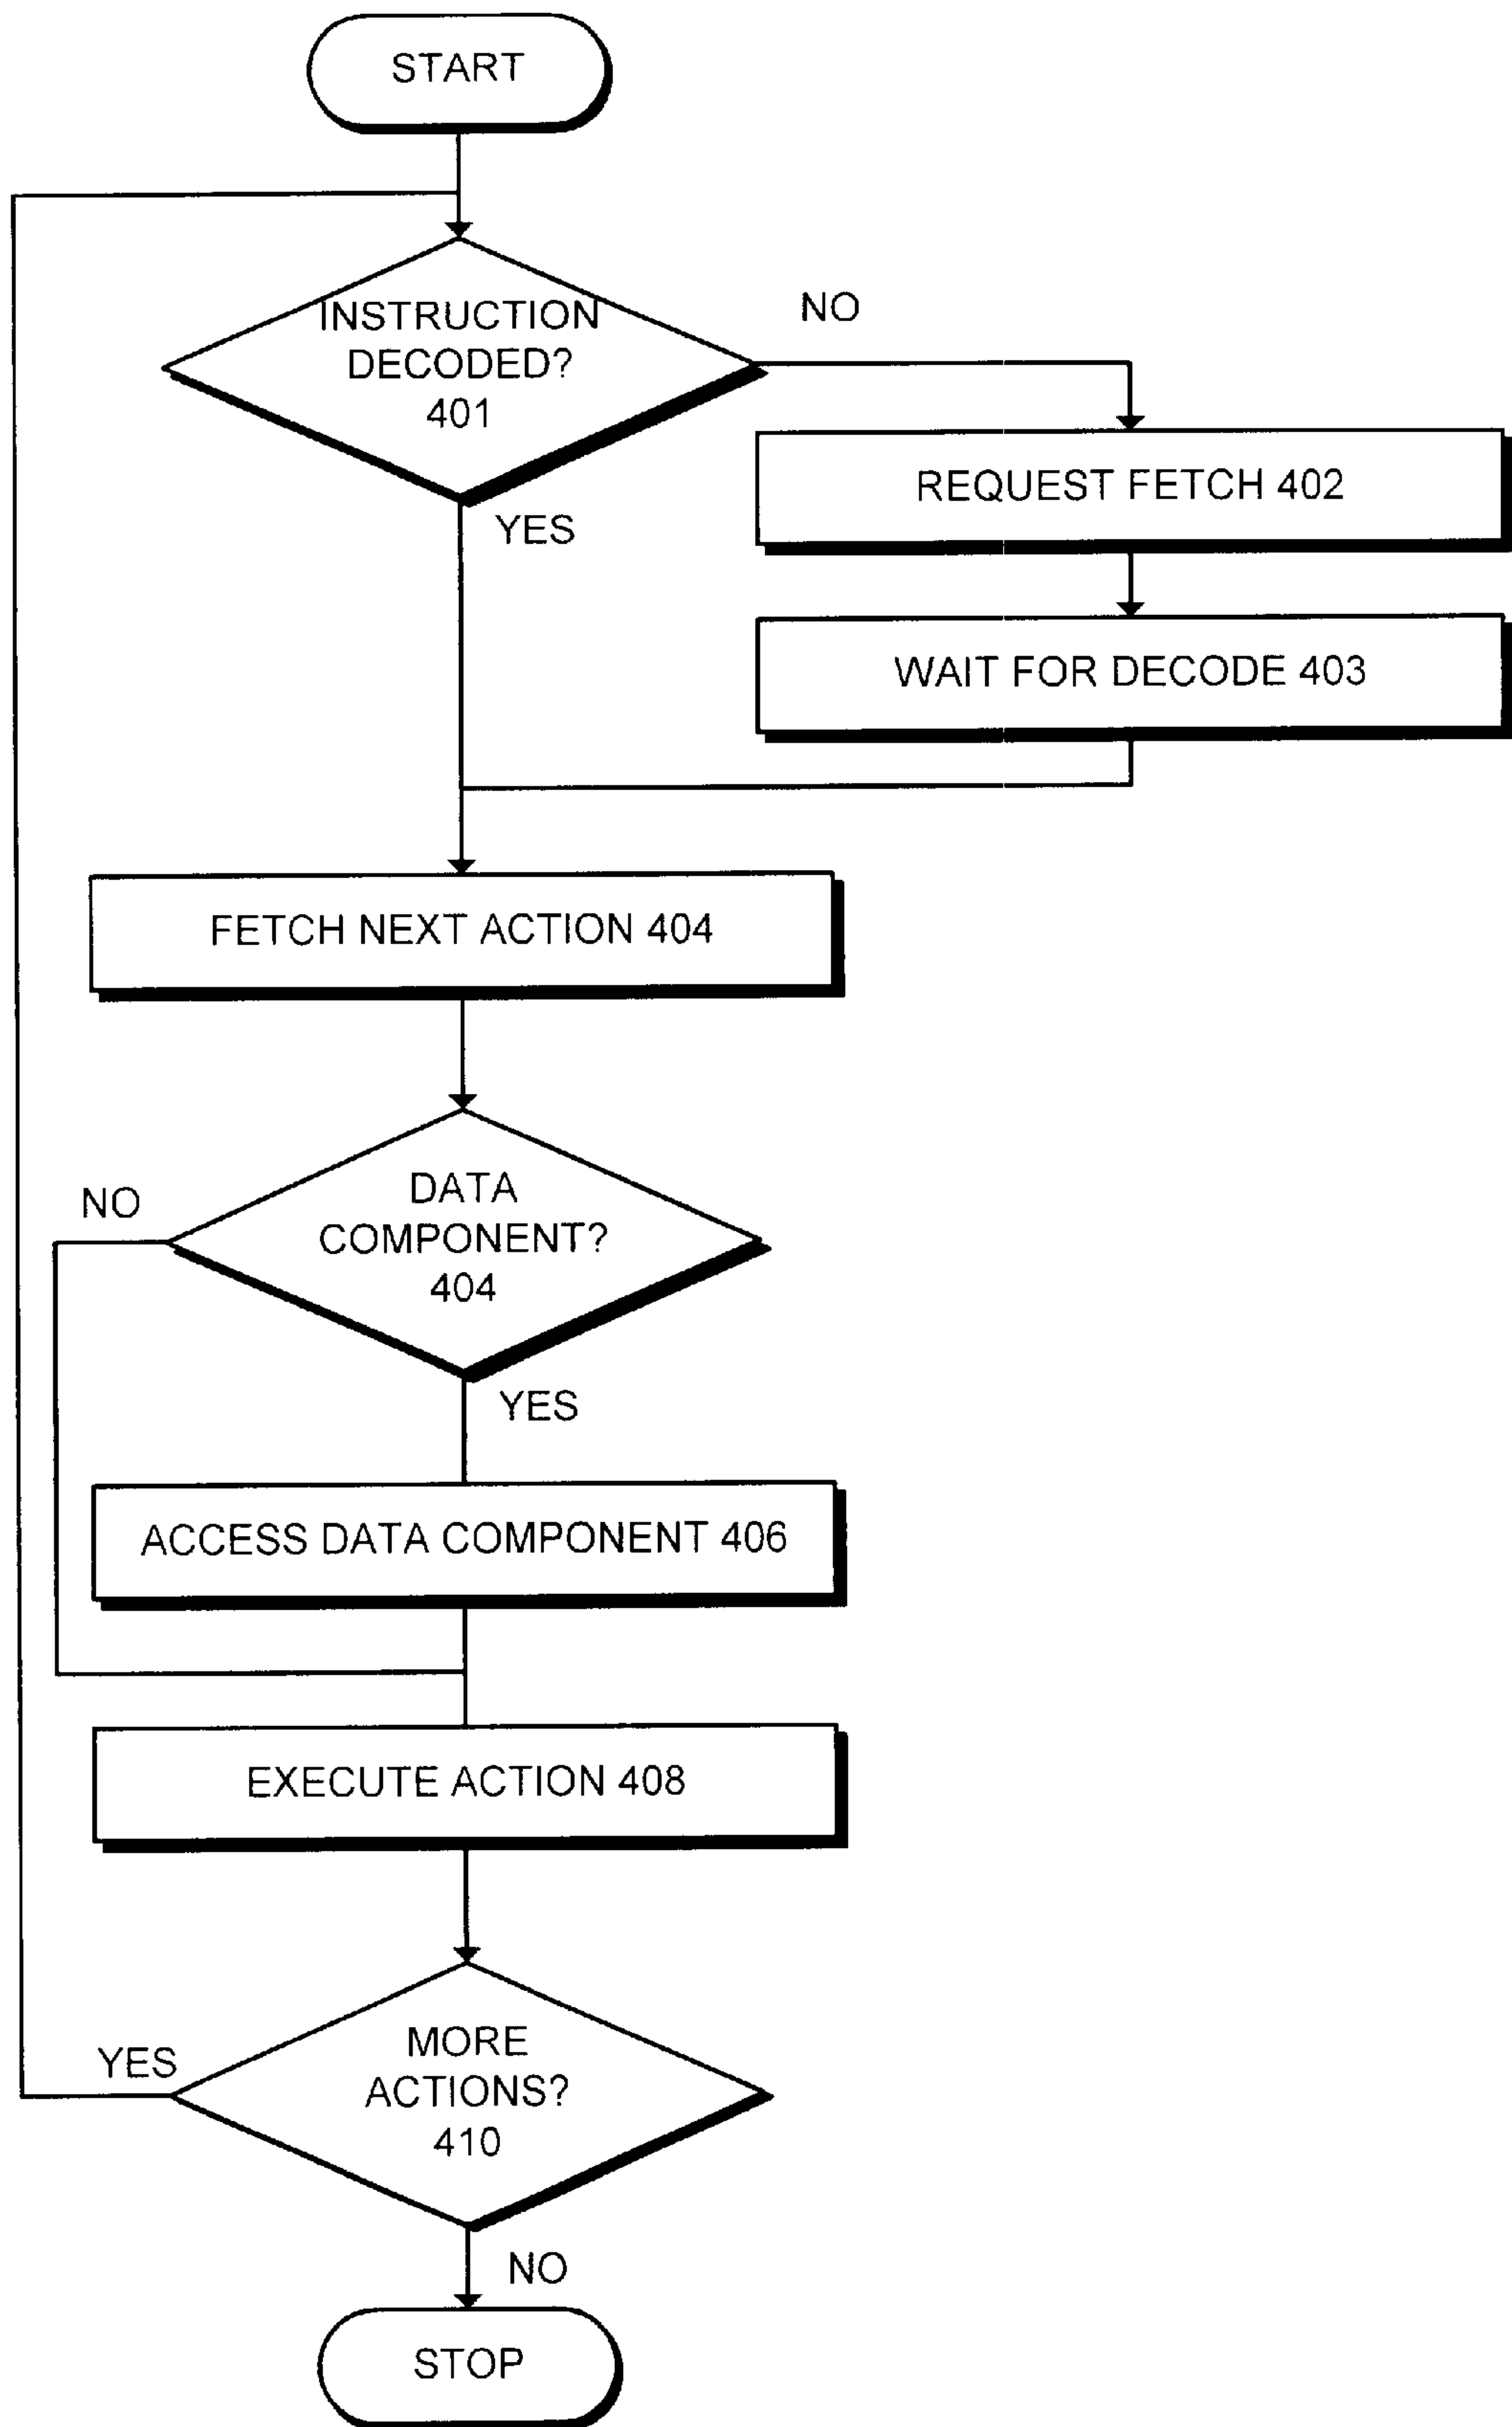 START
INSTRUCTION
DECODED?
401
NO
YES
REQUEST FETCH 402
WAIT FOR DECODE 403
FETCH NEXT ACTION 404
DATA
COMPONENT?
404
NO
YES
ACCESS DATA COMPONENT 406
EXECUTE ACTION 408
MORE
ACTIONS?
410
YES
NO
STOP